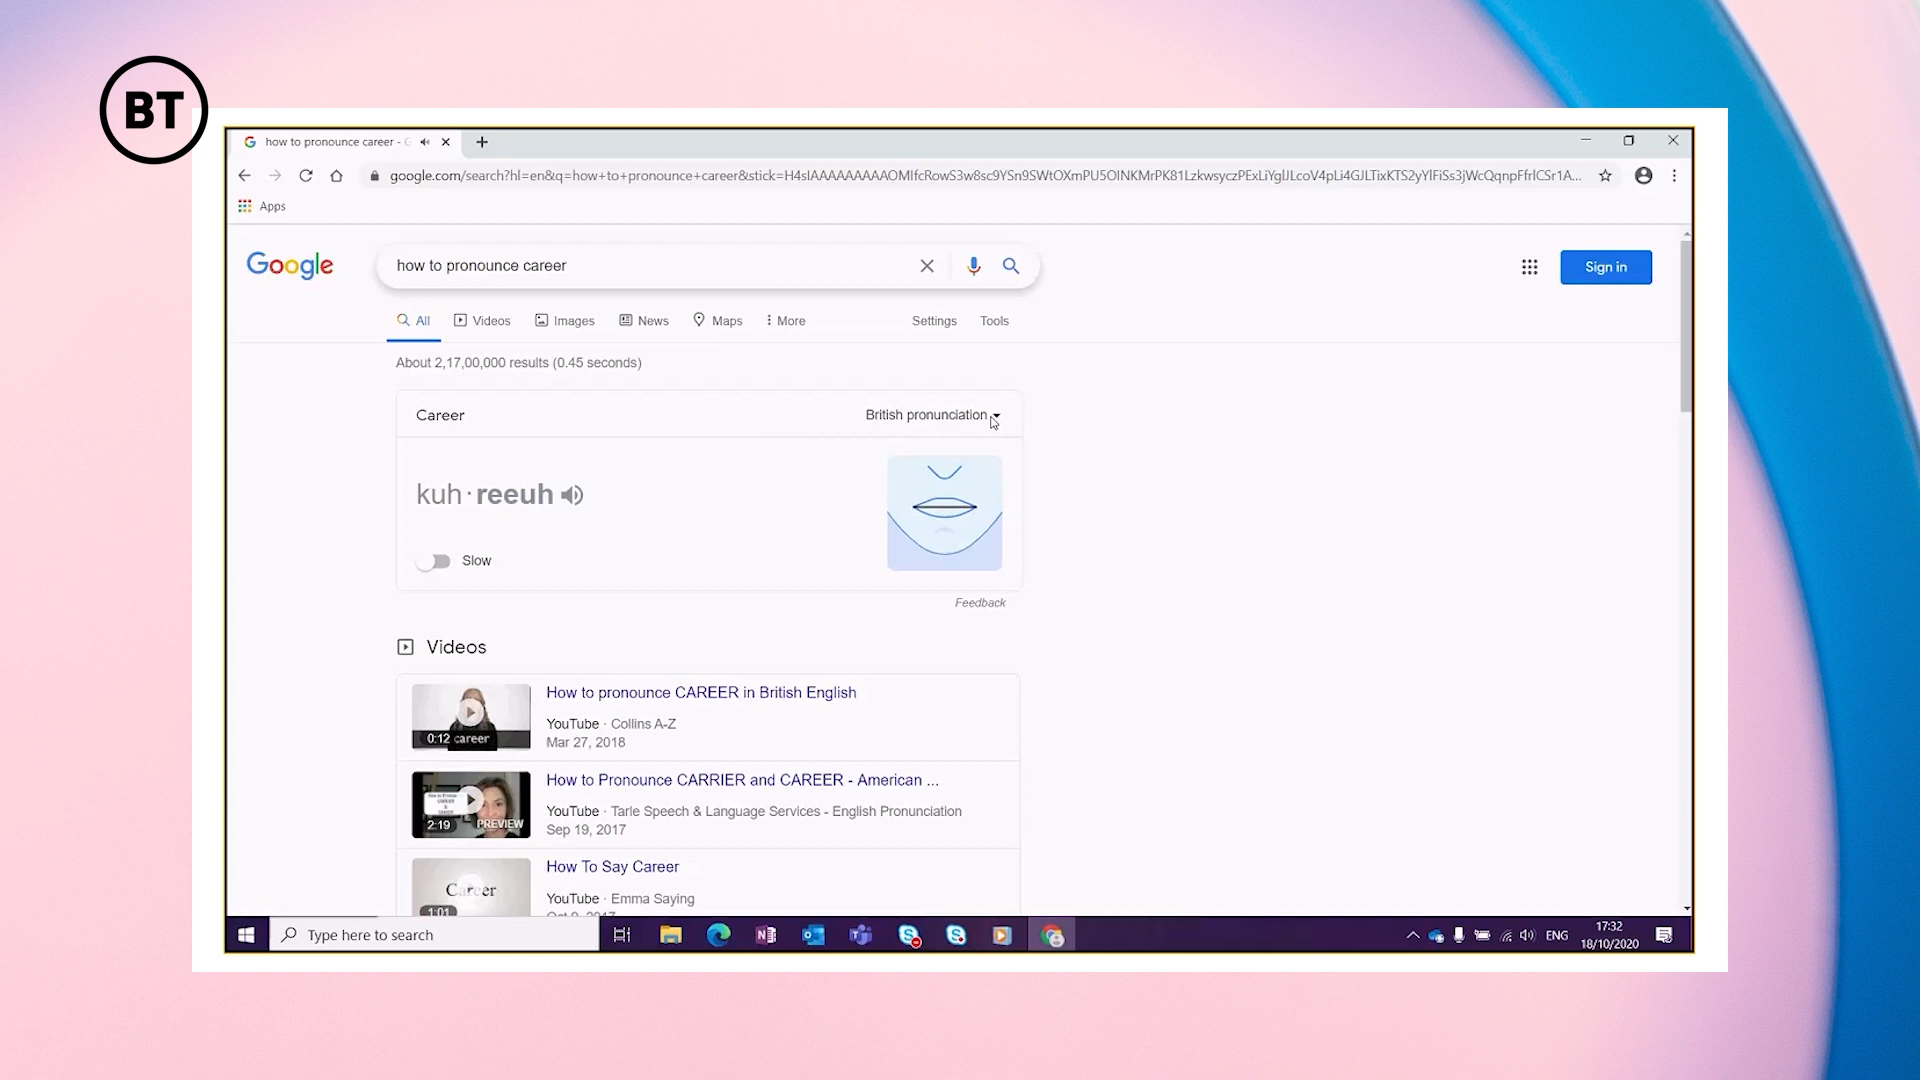 BT
how to pronounce career - G
google.com/search?hl=en&q=how+to+pronounce+career&stick=
Apps
Google
how to pronounce career
Sign in
All Videos Images News Maps More Settings Tools
About 2,17,00,000 results (0.45 seconds)
Career British pronunciation
kuh · reeuh
Slow
Feedback
Videos
How to pronounce CAREER in British English
YouTube · Collins A-Z
0:12 career
Mar 27, 2018
How to Pronounce CARRIER and CAREER - American ...
YouTube · Tarle Speech & Language Services - English Pronunciation
2:19 PREVIEW
Sep 19, 2017
How To Say Career
Career
YouTube · Emma Saying
1:01
Type here to search
ENG
17:32
18/10/2020